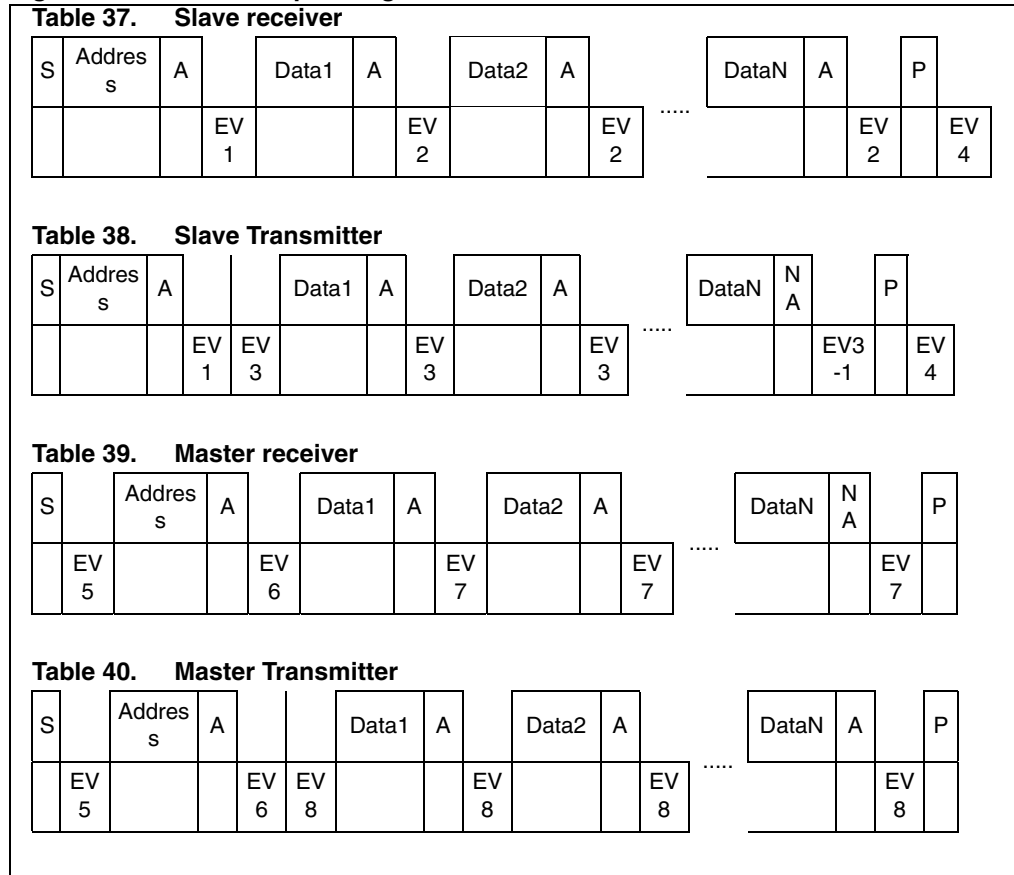 Table 37. Slave receiver
S Addres s A Data1 A Data2 A ..... DataN A P
EV 1 EV 2 EV 2 EV 2 EV 4
Table 38. Slave Transmitter
S Addres s A Data1 A Data2 A ..... DataN N A P
EV 1 EV 3 EV 3 EV 3 EV3 -1 EV 4
Table 39. Master receiver
S Addres s A Data1 A Data2 A ..... DataN N A P
EV 5 EV 6 EV 7 EV 7 EV 7
Table 40. Master Transmitter
S Addres s A Data1 A Data2 A ..... DataN A P
EV 5 EV 6 EV 8 EV 8 EV 8 EV 8